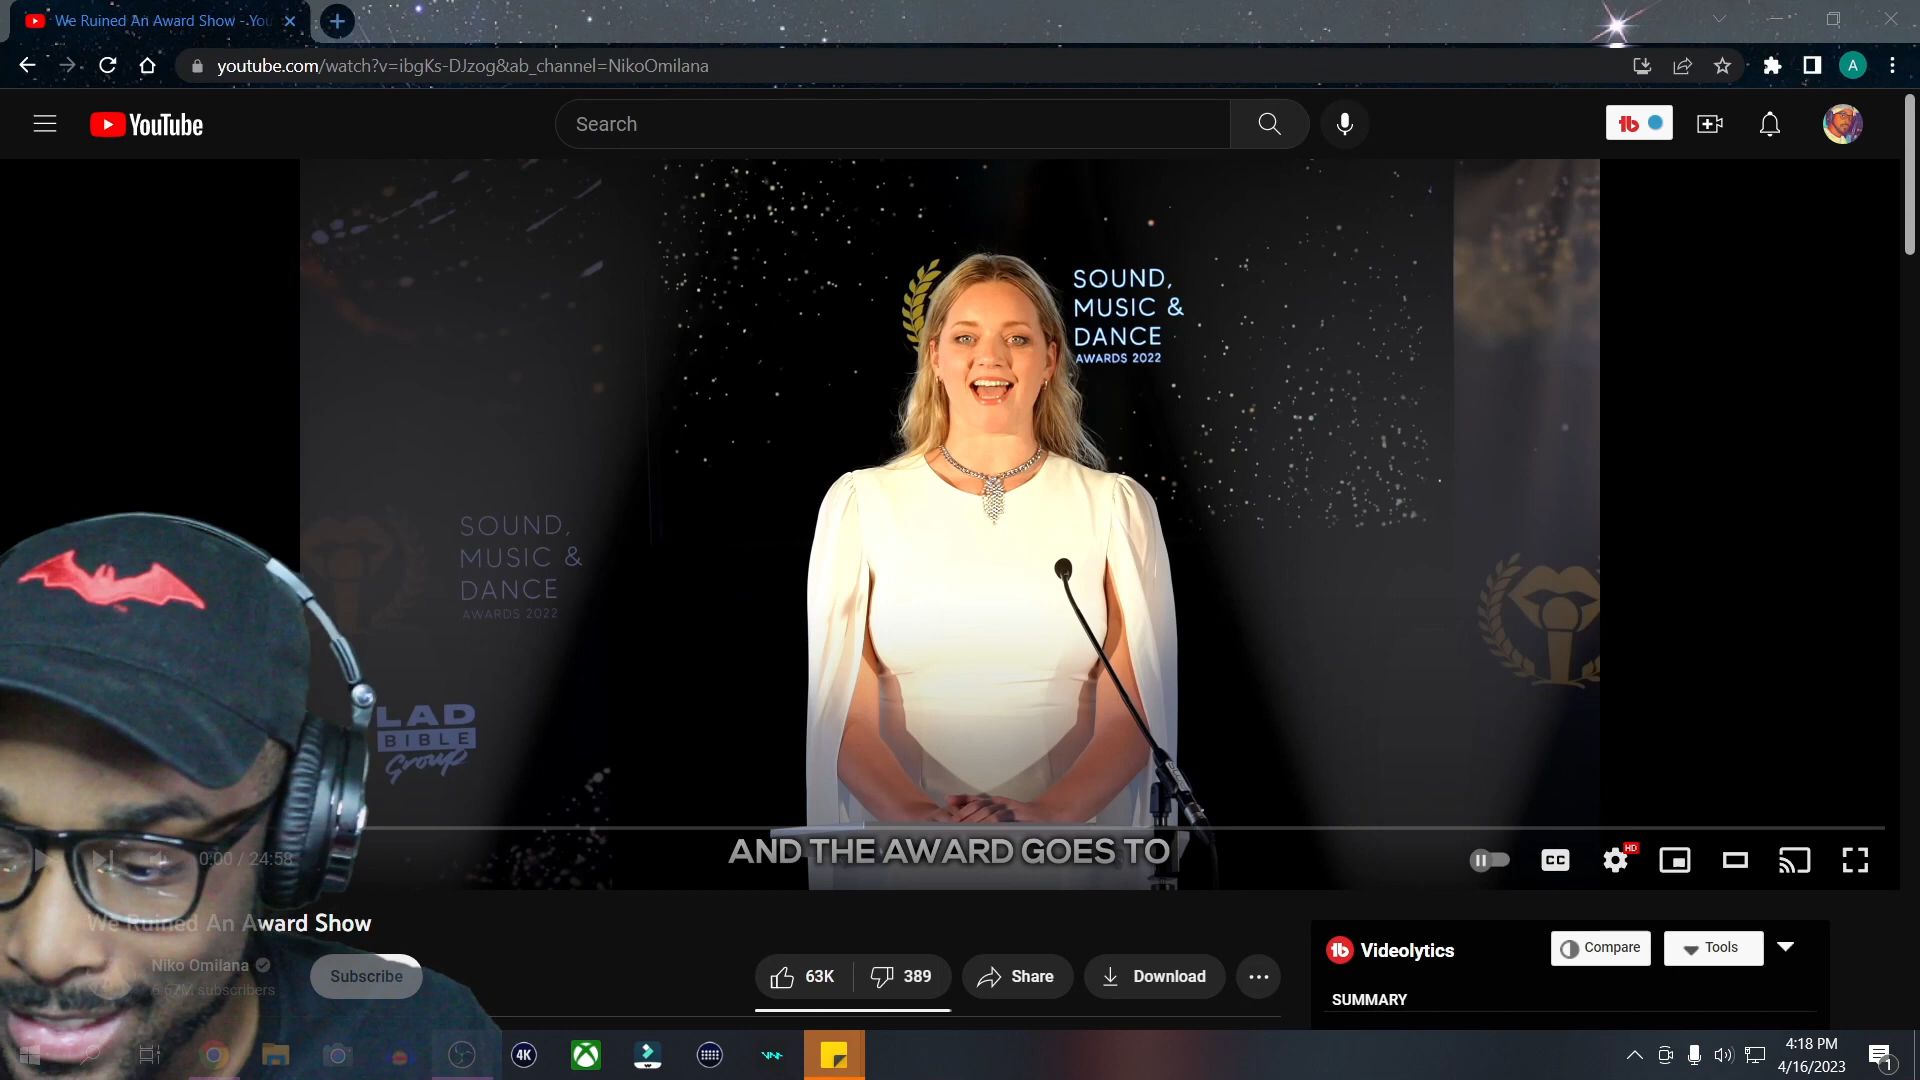 We Ruined An Award Show - You
youtube.com/watch?v=ibgKs-DJzog&ab_channel=NikoOmilana
A
YouTube
Search
SOUND,
MUSIC &
DANCE
AWARDS 2022
SOUND,
MUSIC &
DANCE
AWARDS 2022
LAD
BIBLE
Group
AND THE AWARD GOES TO
0:00 / 24:58
CC
HD
We Ruined An Award Show
Niko Omilana
subscribers
Subscribe
63K
389
Share
Download
Videolytics
Compare
Tools
SUMMARY
4K
4:18 PM
4/16/2023
1